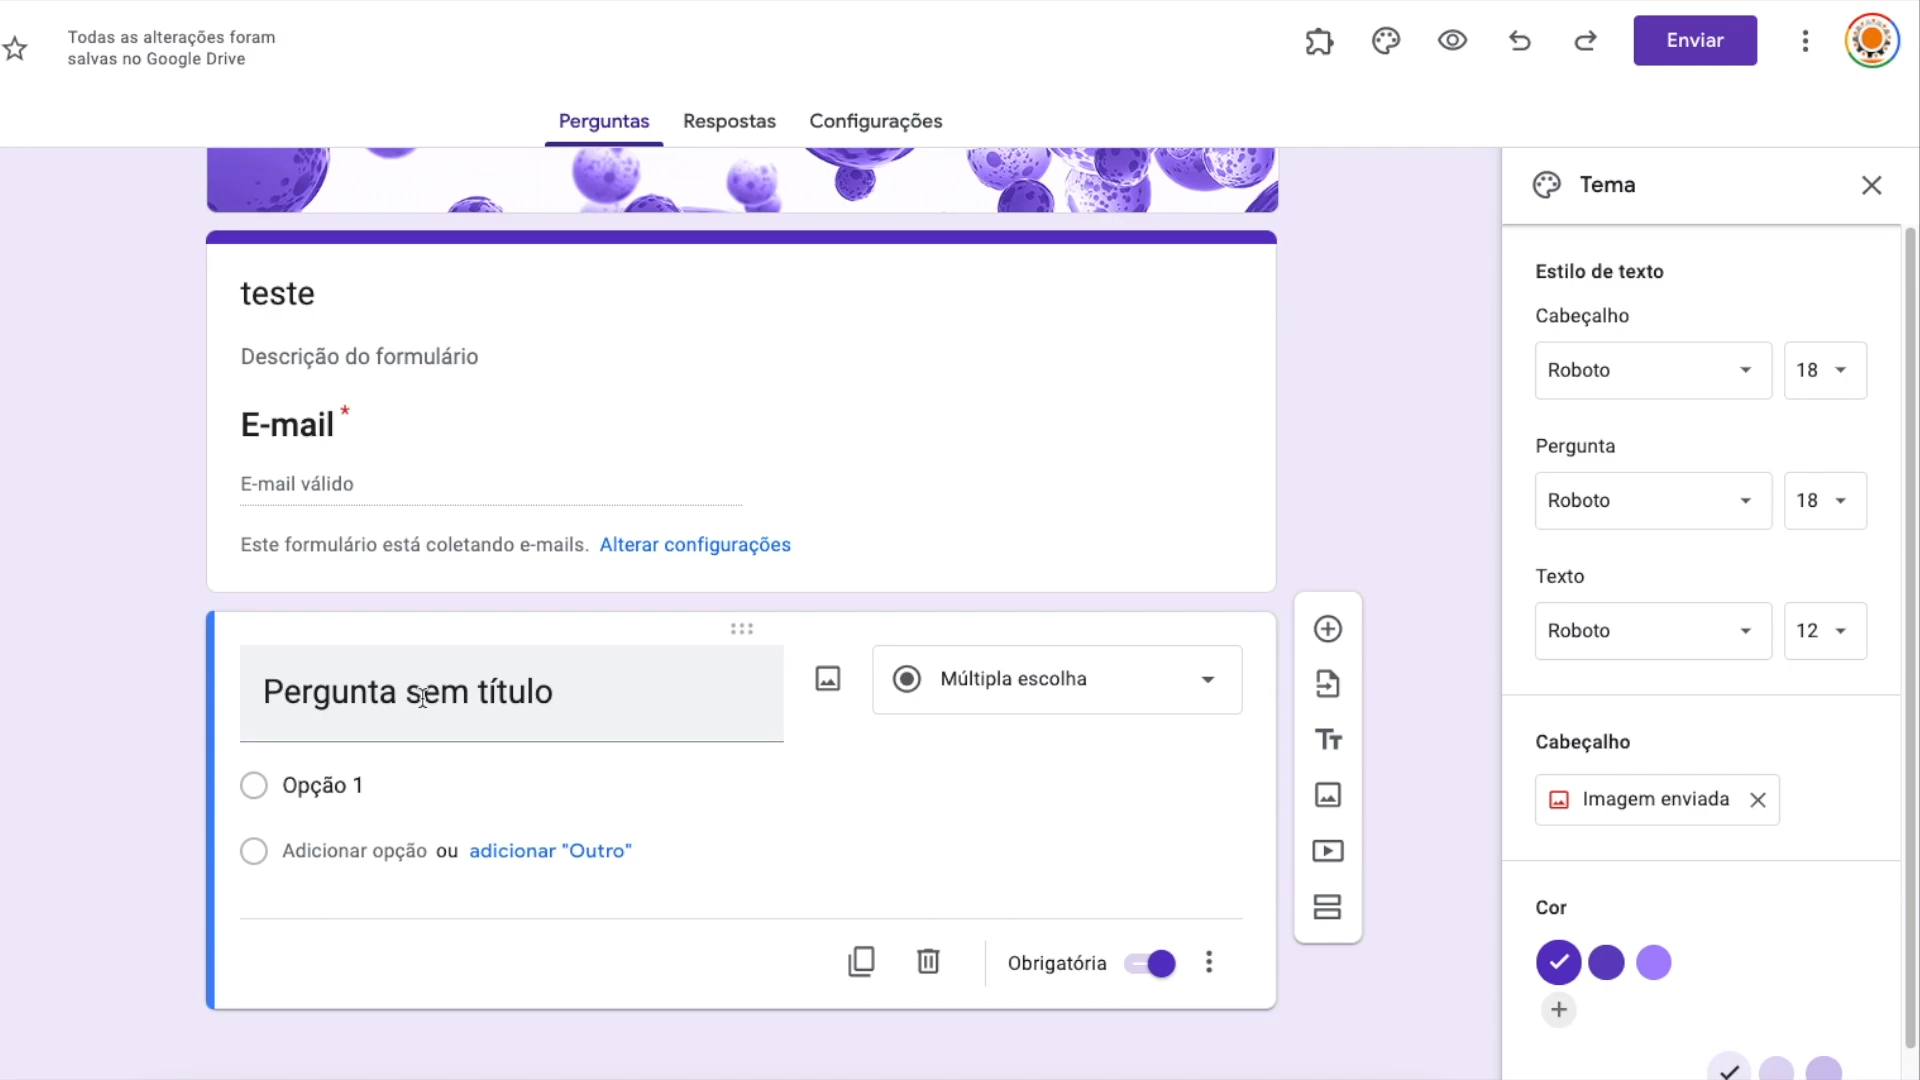 Todas as alterações foram
salvas no Google Drive
Enviar
Perguntas
Respostas
Configurações
Tema
Estilo de texto
Cabeçalho
Roboto
18
Pergunta
Roboto
18
Texto
Roboto
12
Cabeçalho
Imagem enviada
Cor
teste
Descrição do formulário
E-mail *
E-mail válido
Este formulário está coletando e-mails. Alterar configurações
Pergunta sem título
Múltipla escolha
Opção 1
Adicionar opção ou adicionar "Outro"
Obrigatória